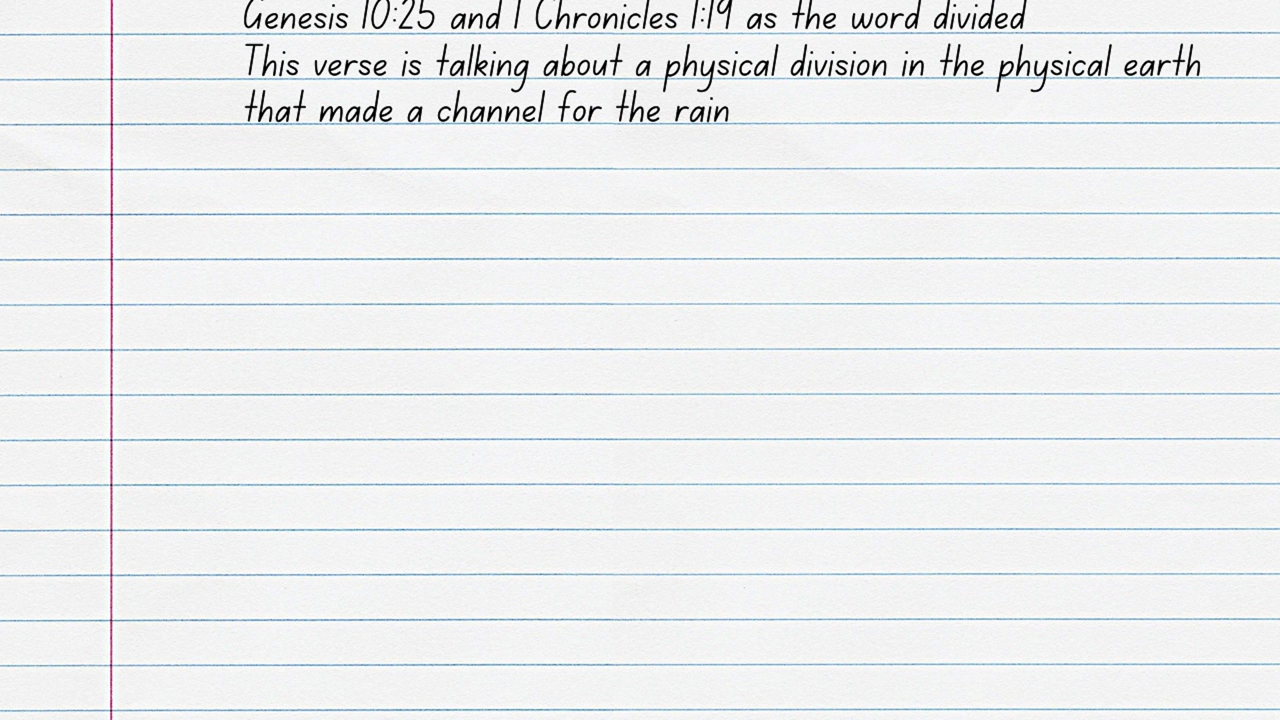 Genesis 10:25 and 1 Chronicles 1:19 as the word divided
This verse is talking about a physical division in the physical earth
that made a channel for the rain